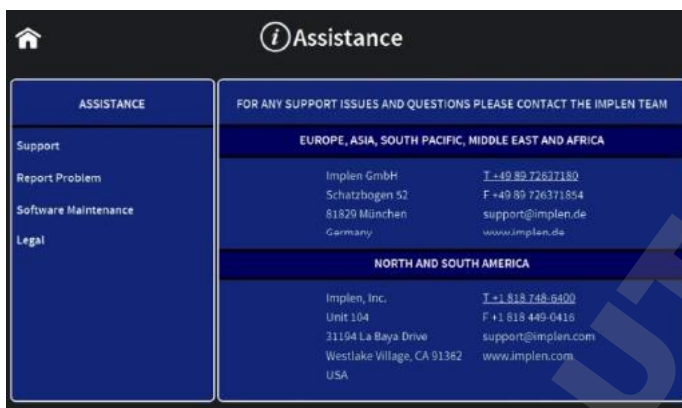 Assistance
ASSISTANCE
Support
Report Problem
Software Maintenance
Legal
FOR ANY SUPPORT ISSUES AND QUESTIONS PLEASE CONTACT THE IMPLEN TEAM
EUROPE, ASIA, SOUTH PACIFIC, MIDDLE EAST AND AFRICA
Implen GmbH T +49 89 72637180
Schatzbogen 52 F +49 89 726371854
81829 München support@implen.de
Germany www.implen.de
NORTH AND SOUTH AMERICA
Implen, Inc. T +1 818 748-6400
Unit 104 F +1 818 449-0416
31194 La Baya Drive support@implen.com
Westlake Village, CA 91362 www.implen.com
USA
UT